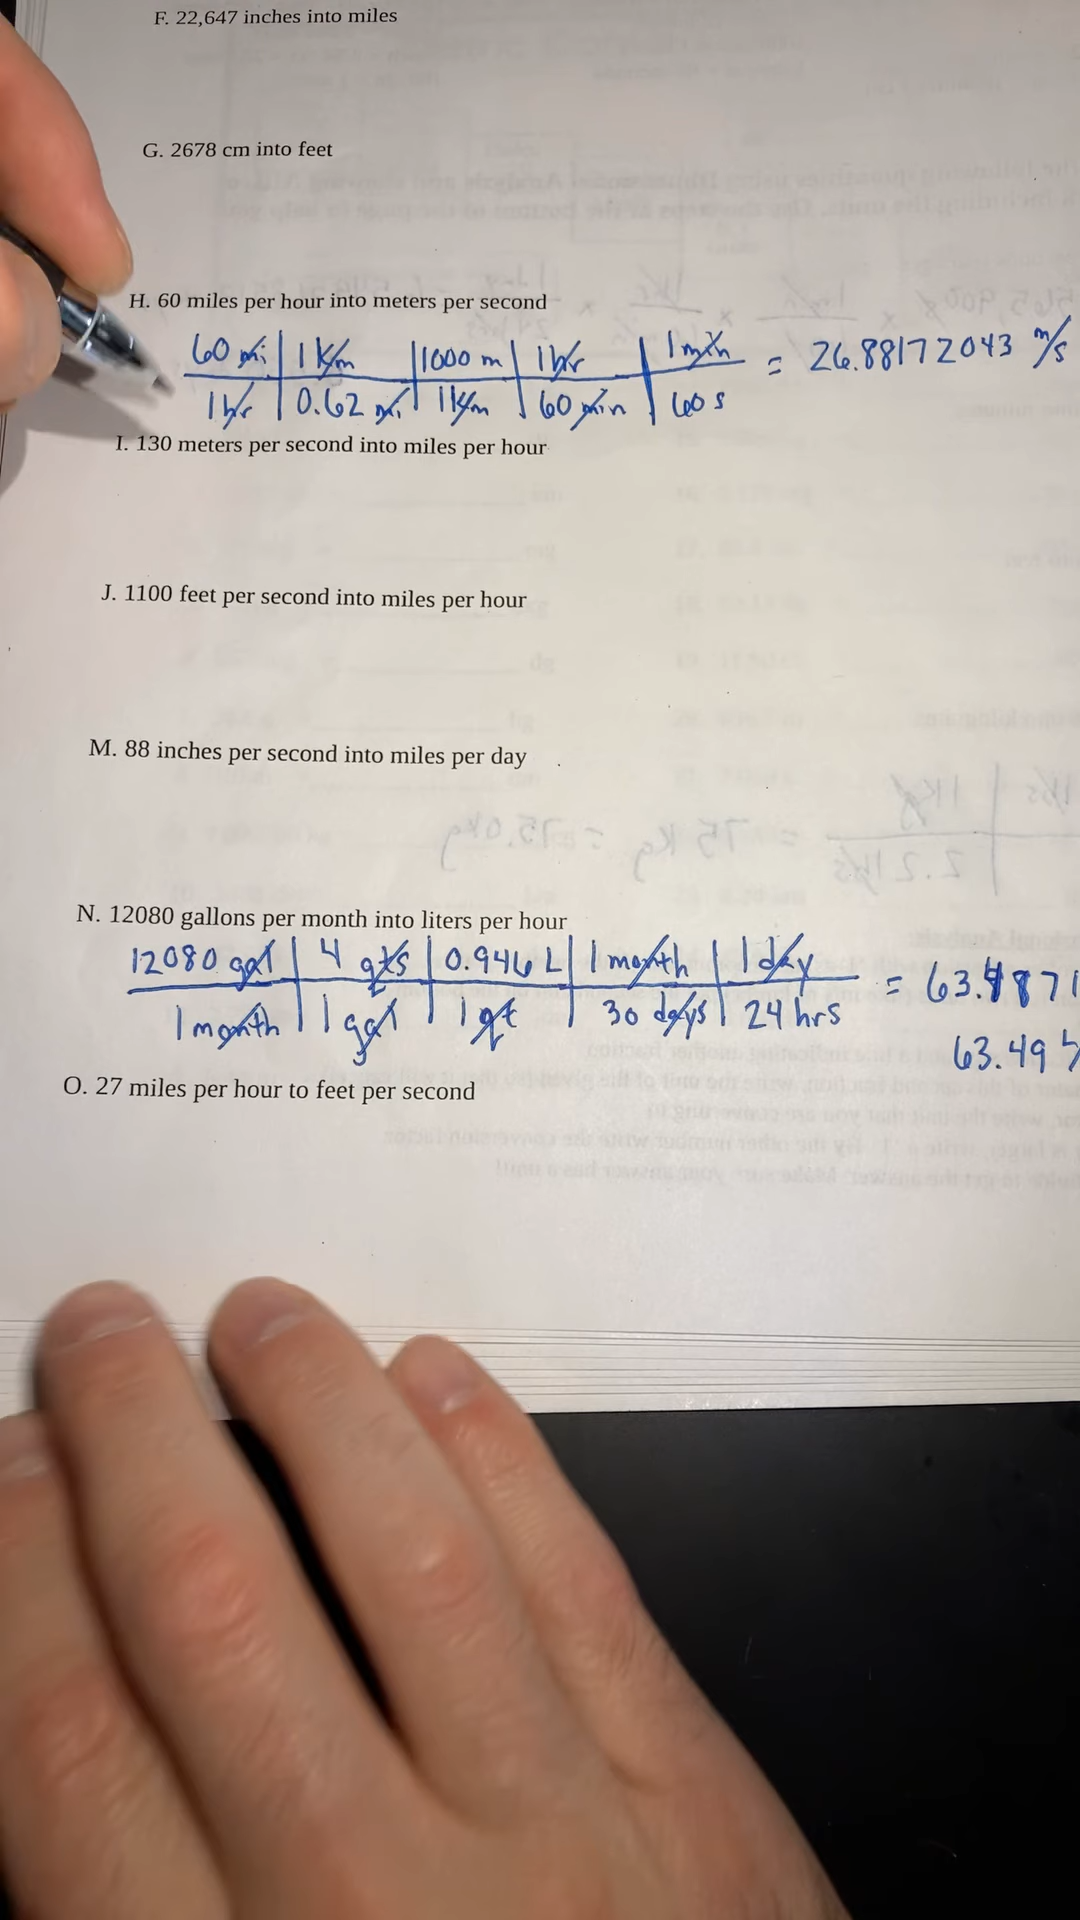 F. 22,647 inches into miles
G. 2678 cm into feet
H. 60 miles per hour into meters per second
60 mi | 1 km | 1000 m | 1 hr | 1 min = 26.88172043 m/s
1 hr | 0.62 mi | 1 km | 60 min | 60 s
I. 130 meters per second into miles per hour
J. 1100 feet per second into miles per hour
M. 88 inches per second into miles per day
N. 12080 gallons per month into liters per hour
12080 gal | 4 qts | 0.946 L | 1 month | 1 day = 63.4871
1 month | 1 gal | 1 qt | 30 days | 24 hrs
63.49
O. 27 miles per hour to feet per second